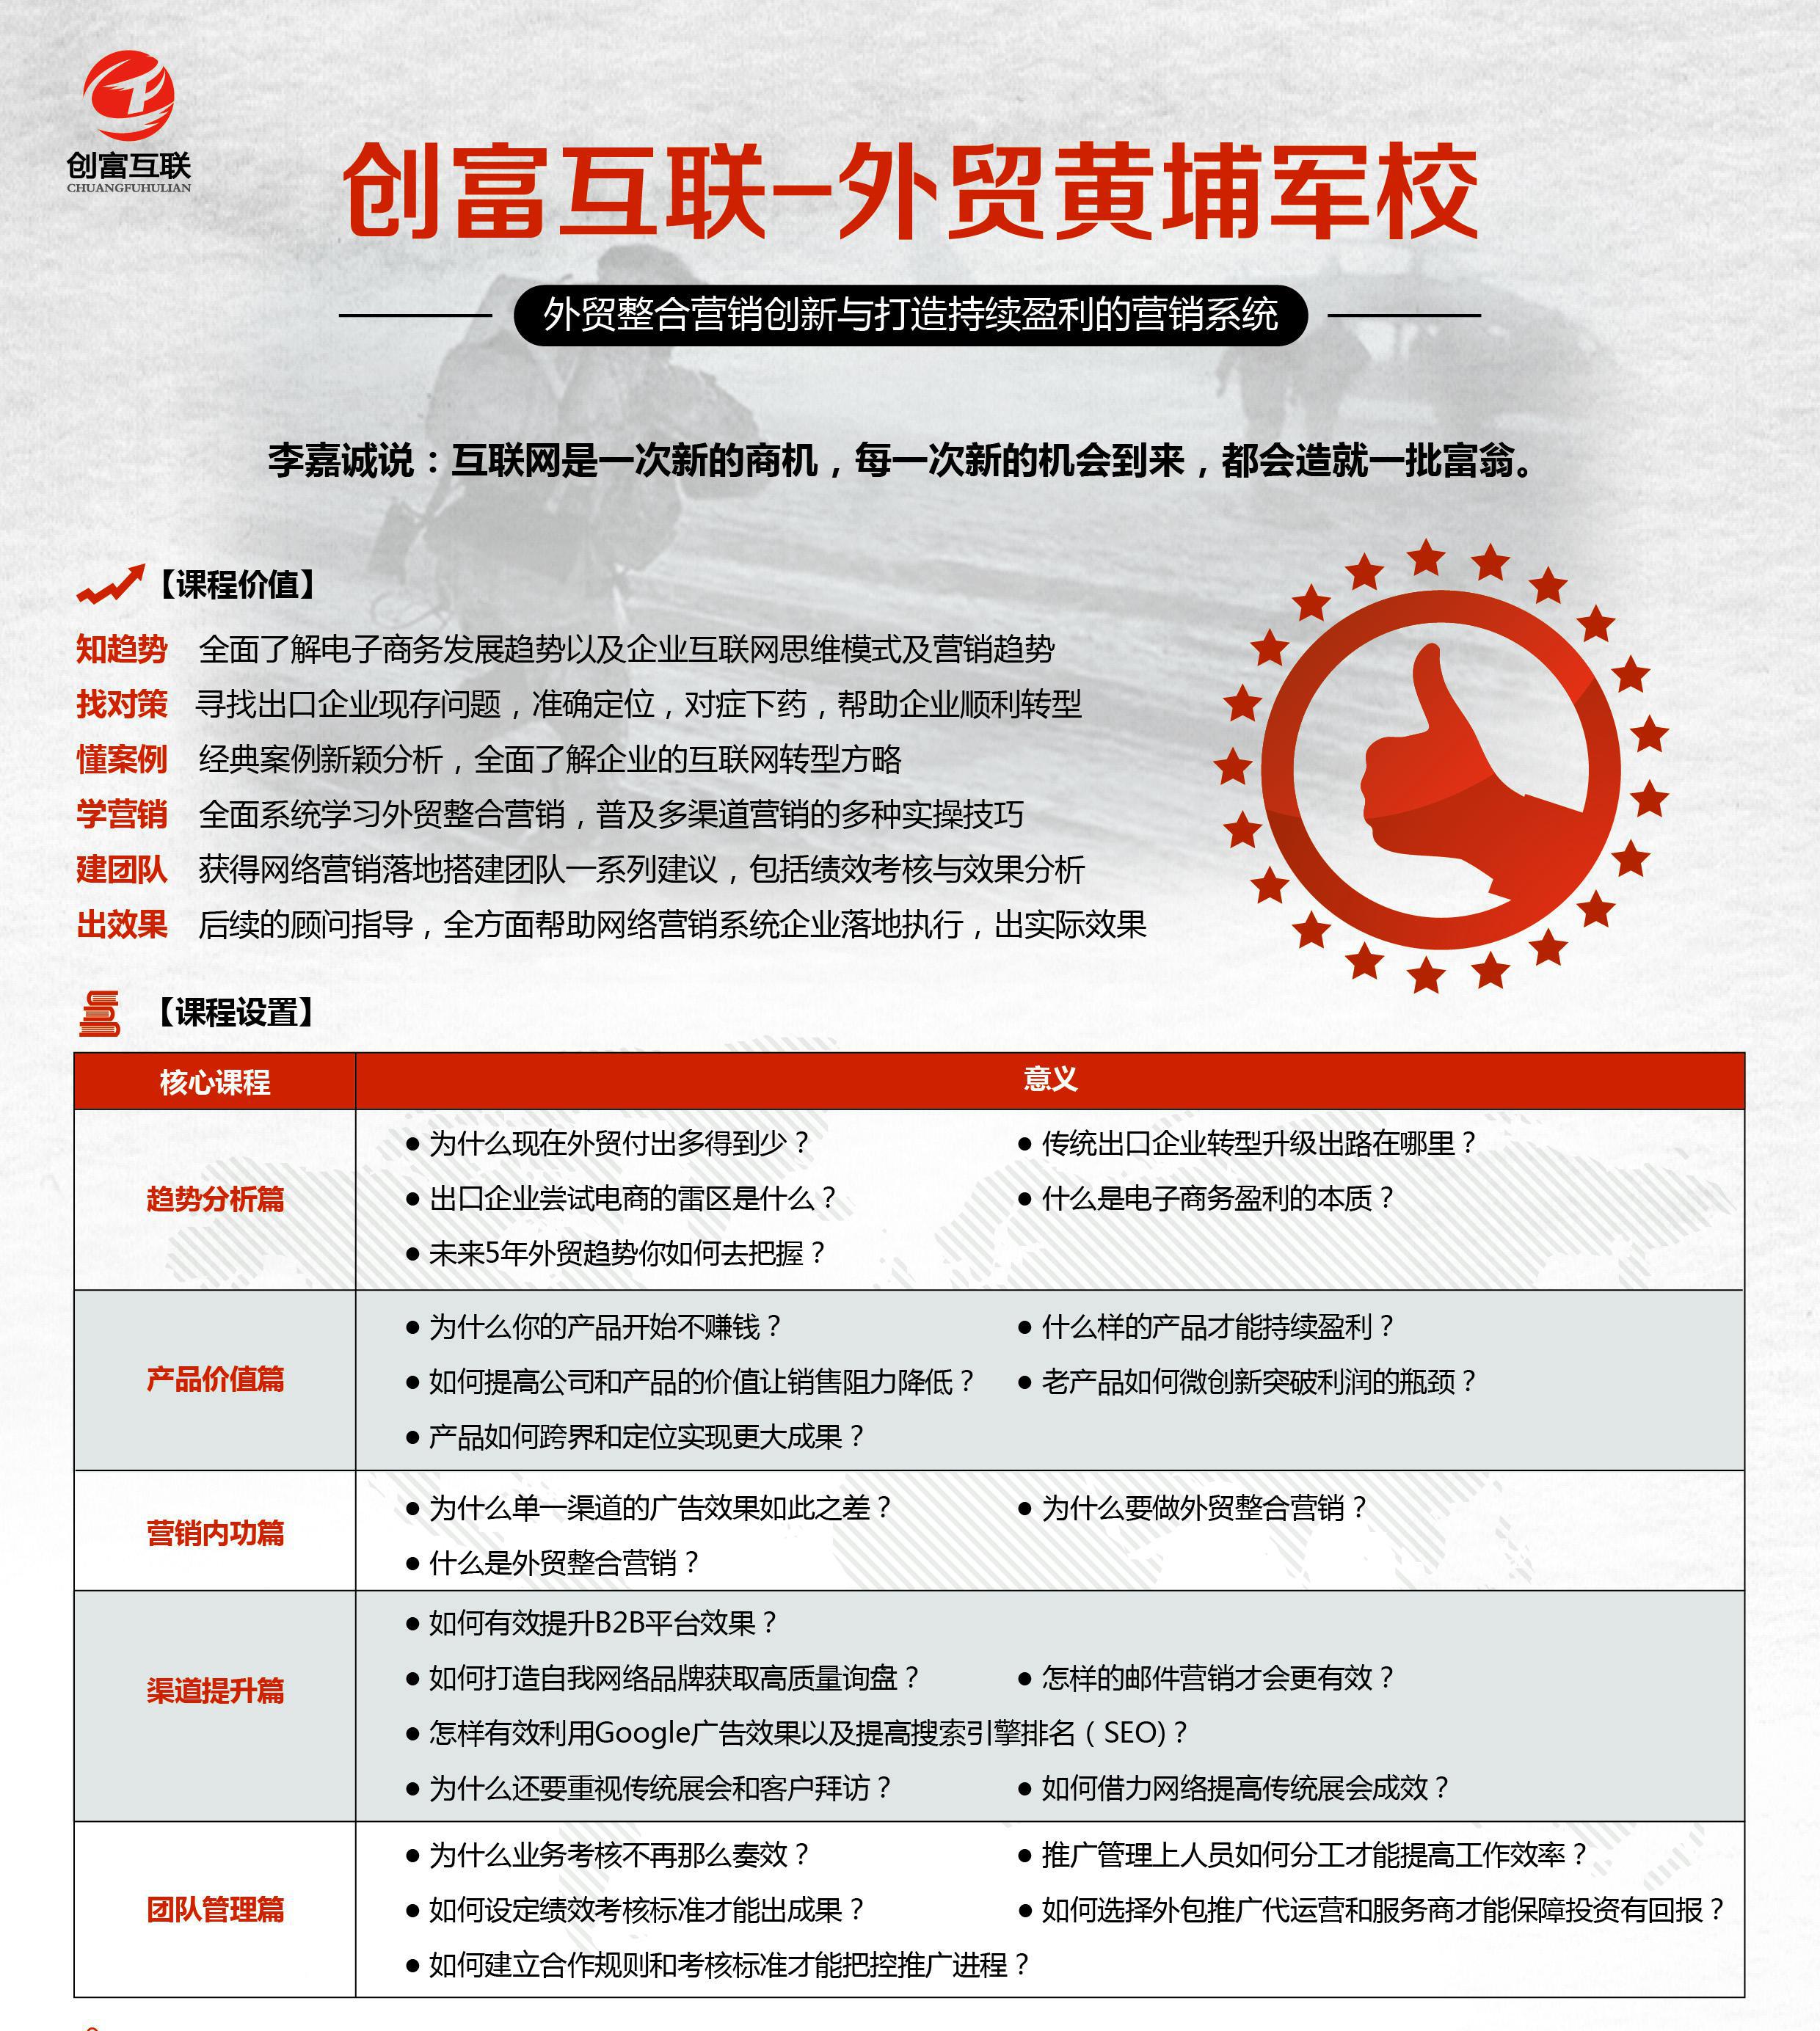 创富互联
CHUANGFUHULIAN
创富互联-外贸黄埔军校
外贸整合营销创新与打造持续盈利的营销系统
李嘉诚说：互联网是一次新的商机，每一次新的机会到来，都会造就一批富翁。
【课程价值】
知趋势 全面了解电子商务发展趋势以及企业互联网思维模式及营销趋势
找对策 寻找出口企业现存问题，准确定位，对症下药，帮助企业顺利转型
懂案例 经典案例新颖分析，全面了解企业的互联网转型方略
学营销 全面系统学习外贸整合营销，普及多渠道营销的多种实操技巧
建团队 获得网络营销落地搭建团队一系列建议，包括绩效考核与效果分析
出效果 后续的顾问指导，全方面帮助网络营销系统企业落地执行，出实际效果
【课程设置】
核心课程 意义
趋势分析篇
● 为什么现在外贸付出多得到少？ ● 传统出口企业转型升级出路在哪里？
● 出口企业尝试电商的雷区是什么？ ● 什么是电子商务盈利的本质？
● 未来5年外贸趋势你如何去把握？
产品价值篇
● 为什么你的产品开始不赚钱？ ● 什么样的产品才能持续盈利？
● 如何提高公司和产品的价值让销售阻力降低？ ● 老产品如何微创新突破利润的瓶颈？
● 产品如何跨界和定位实现更大成果？
营销内功篇
● 为什么单一渠道的广告效果如此之差？ ● 为什么要做外贸整合营销？
● 什么是外贸整合营销？
渠道提升篇
● 如何有效提升B2B平台效果？
● 如何打造自我网络品牌获取高质量询盘？ ● 怎样的邮件营销才会更有效？
● 怎样有效利用Google广告效果以及提高搜索引擎排名（SEO)？
● 为什么还要重视传统展会和客户拜访？ ● 如何借力网络提高传统展会成效？
团队管理篇
● 为什么业务考核不再那么奏效？ ● 推广管理上人员如何分工才能提高工作效率？
● 如何设定绩效考核标准才能出成果？ ● 如何选择外包推广代运营和服务商才能保障投资有回报？
● 如何建立合作规则和考核标准才能把控推广进程？